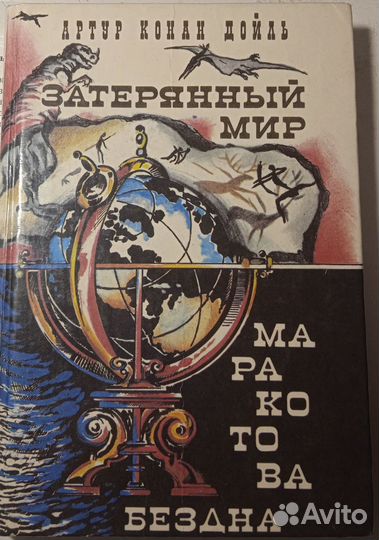 АРТУР КОНАН ДОЙЛЬ
ЗАТЕРЯННЫЙ
МИР
МА
РА
КО
ТО
ВА
БЕЗДНА
Avito